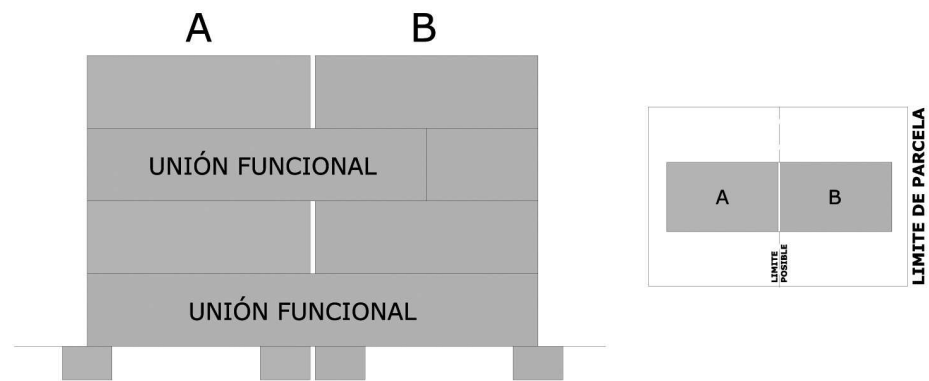 A
B
UNIÓN FUNCIONAL
UNIÓN FUNCIONAL
A
B
LIMITE
POSIBLE
LIMITE DE PARCELA